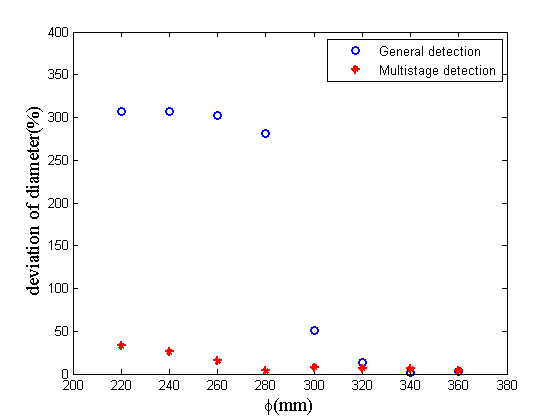 400
General detection
Multistage detection
350
300
250
200
150
100
50
0
deviation of diameter(%)
200 220 240 260 280 300 320 340 360 380
ϕ(mm)